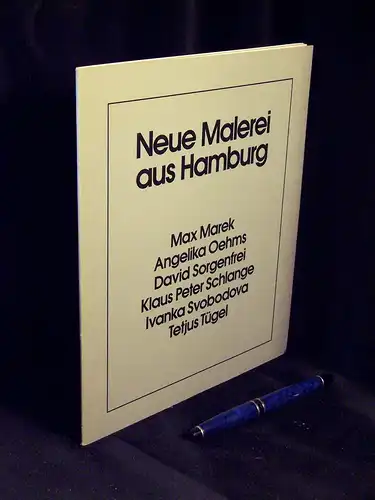 Neue Malerei
aus Hamburg
Max Marek
Angelika Oehms
David Sorgenfrei
Klaus Peter Schlange
Ivanka Svobodova
Tetjus Tügel